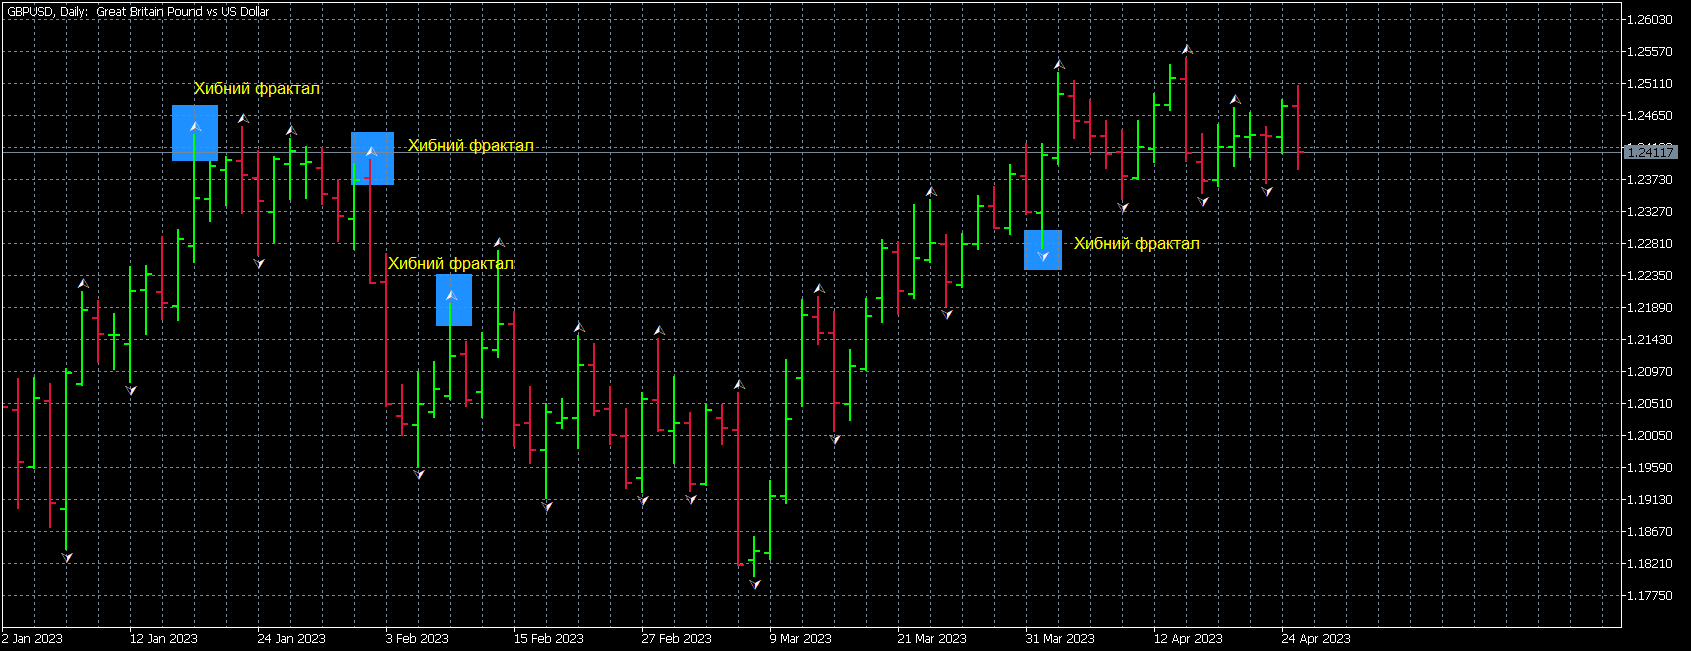 GBPUSD, Daily: Great Britain Pound vs US Dollar
Хибний фрактал
Хибний фрактал
Хибний фрактал
Хибний фрактал
1.26030
1.25570
1.25110
1.24650
1.24117
1.23730
1.23270
1.22810
1.22350
1.21890
1.21430
1.20970
1.20510
1.20050
1.19590
1.19130
1.18670
1.18210
1.17750
2 Jan 2023
12 Jan 2023
24 Jan 2023
3 Feb 2023
15 Feb 2023
27 Feb 2023
9 Mar 2023
21 Mar 2023
31 Mar 2023
12 Apr 2023
24 Apr 2023